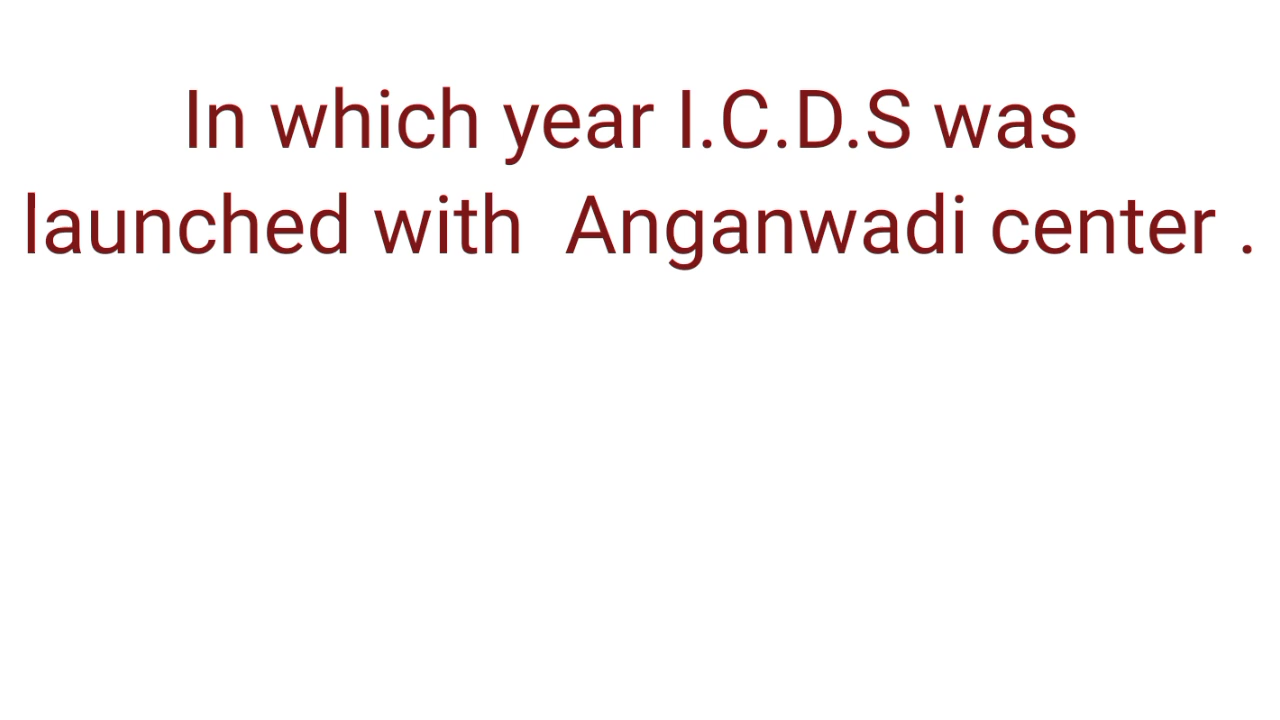 In which year I.C.D.S was
launched with  Anganwadi center .